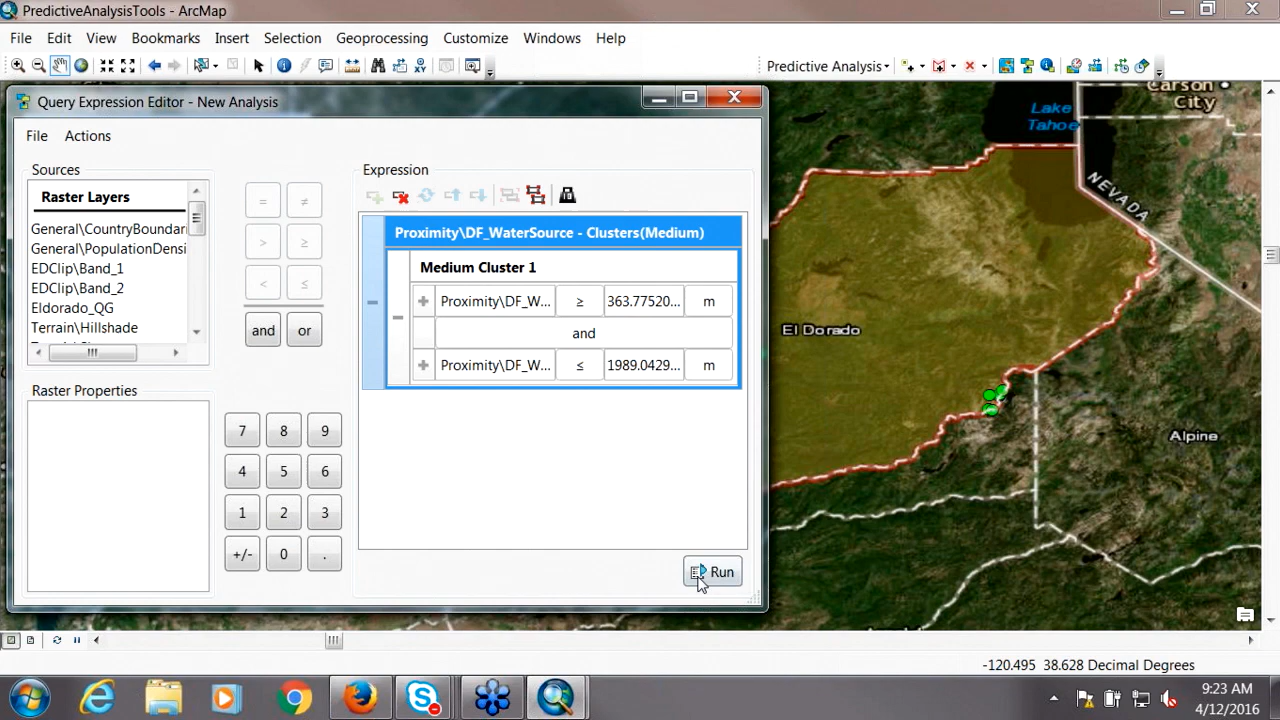 PredictiveAnalysisTools - ArcMap
File Edit View Bookmarks Insert Selection Geoprocessing Customize Windows Help
Predictive Analysis
Query Expression Editor - New Analysis
File Actions
Sources
Raster Layers
General\CountryBoundar
General\PopulationDensi
EDClip\Band_1
EDClip\Band_2
Eldorado_QG
Terrain\Hillshade
Raster Properties
= ≠
> ≥
< ≤
and or
7 8 9
4 5 6
1 2 3
+/- 0 .
Expression
Proximity\DF_WaterSource - Clusters(Medium)
Medium Cluster 1
Proximity\DF_W... ≥ 363.77520... m
and
Proximity\DF_W... ≤ 1989.0429... m
Run
Carson
City
Lake
Tahoe
NEVADA
El Dorado
Alpine
-120.495 38.628 Decimal Degrees
9:23 AM
4/12/2016